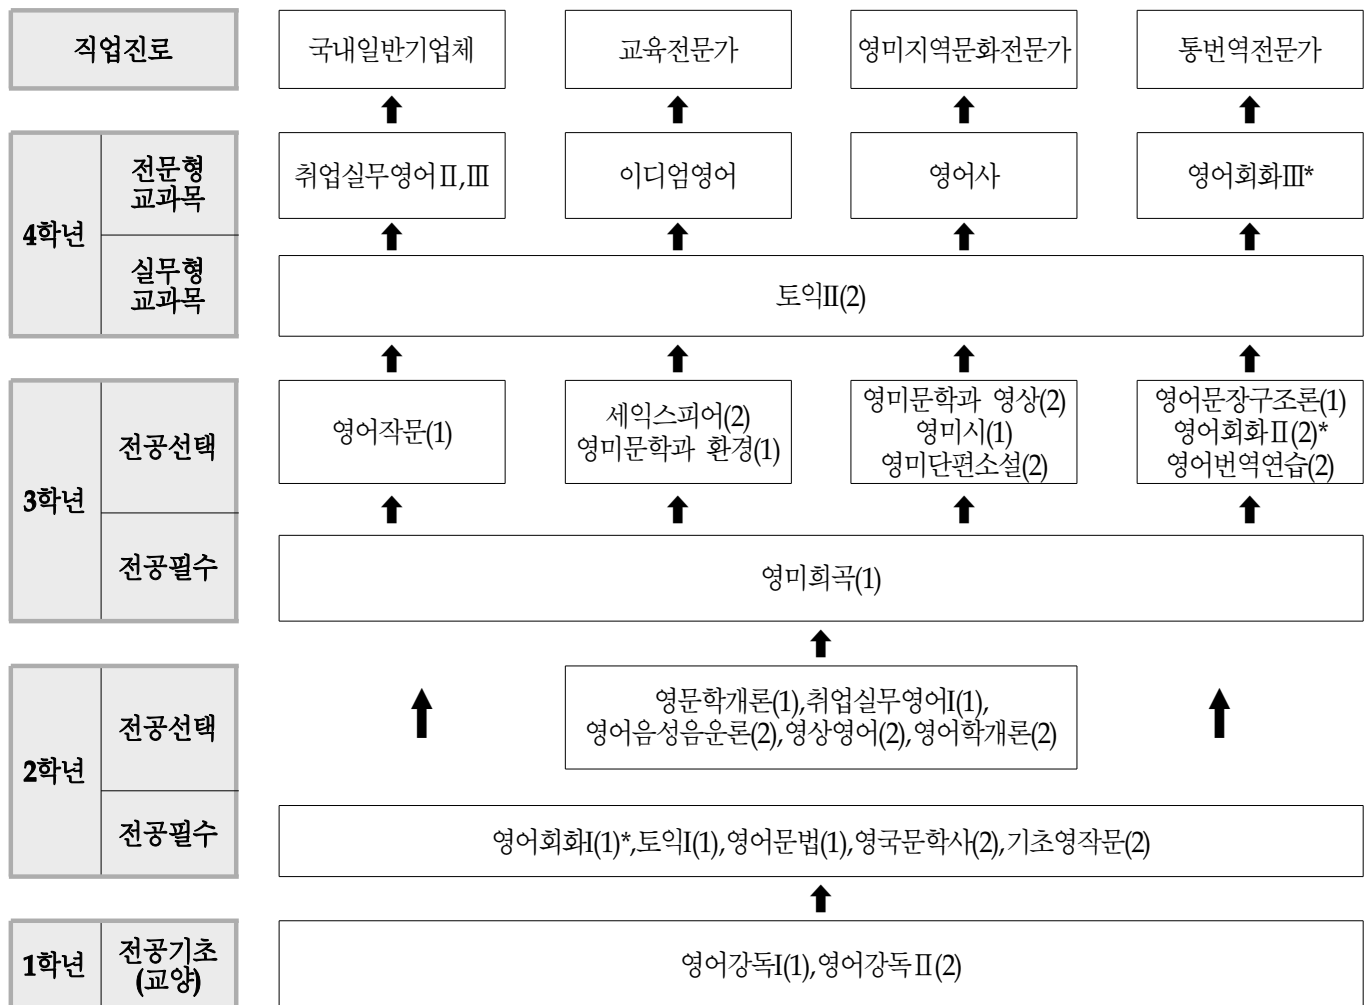 직업진로
국내일반기업체
교육전문가
영미지역문화전문가
통번역전문가
4학년
전문형
교과목
취업실무영어Ⅱ,Ⅲ
이디엄영어
영어사
영어회화Ⅲ*
실무형
교과목
토익II(2)
3학년
전공선택
영어작문(1)
세익스피어(2)
영미문학과 환경(1)
영미문학과 영상(2)
영미시(1)
영미단편소설(2)
영어문장구조론(1)
영어회화Ⅱ(2)*
영어번역연습(2)
전공필수
영미희곡(1)
2학년
전공선택
영문학개론(1),취업실무영어I(1),
영어음성음운론(2),영상영어(2),영어학개론(2)
전공필수
영어회화I(1)*,토익I(1),영어문법(1),영국문학사(2),기초영작문(2)
1학년
전공기초
(교양)
영어강독I(1),영어강독Ⅱ(2)